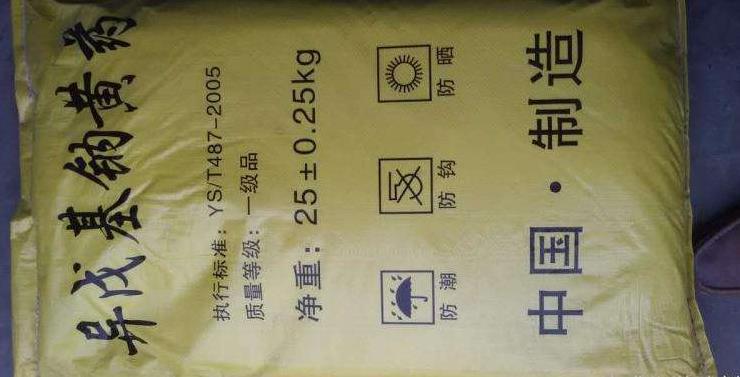 异戊基钠黄药
执行标准：YS/T487-2005
质量等级：一级品
净重：25±0.25kg
防潮 防钩 防晒
中国·制造